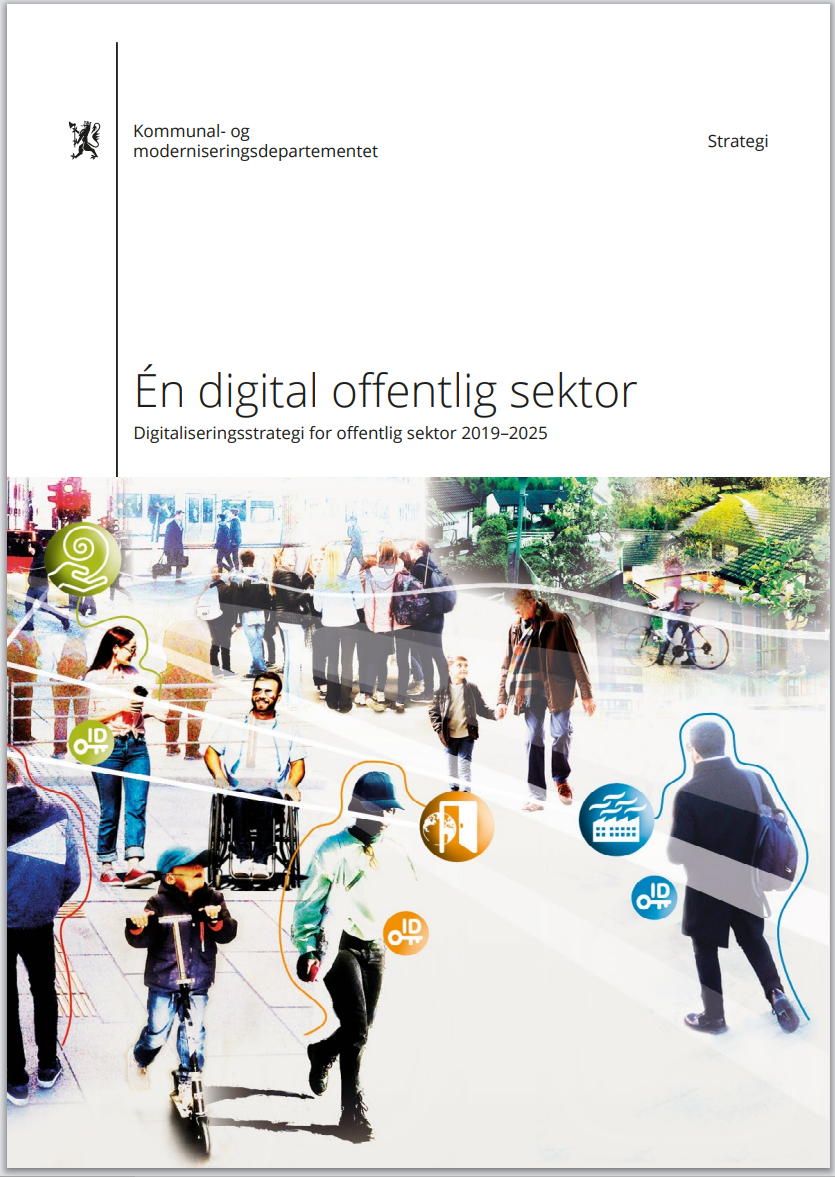 Kommunal- og
moderniseringsdepartementet
Strategi
Én digital offentlig sektor
Digitaliseringsstrategi for offentlig sektor 2019–2025
ID
ID
ID